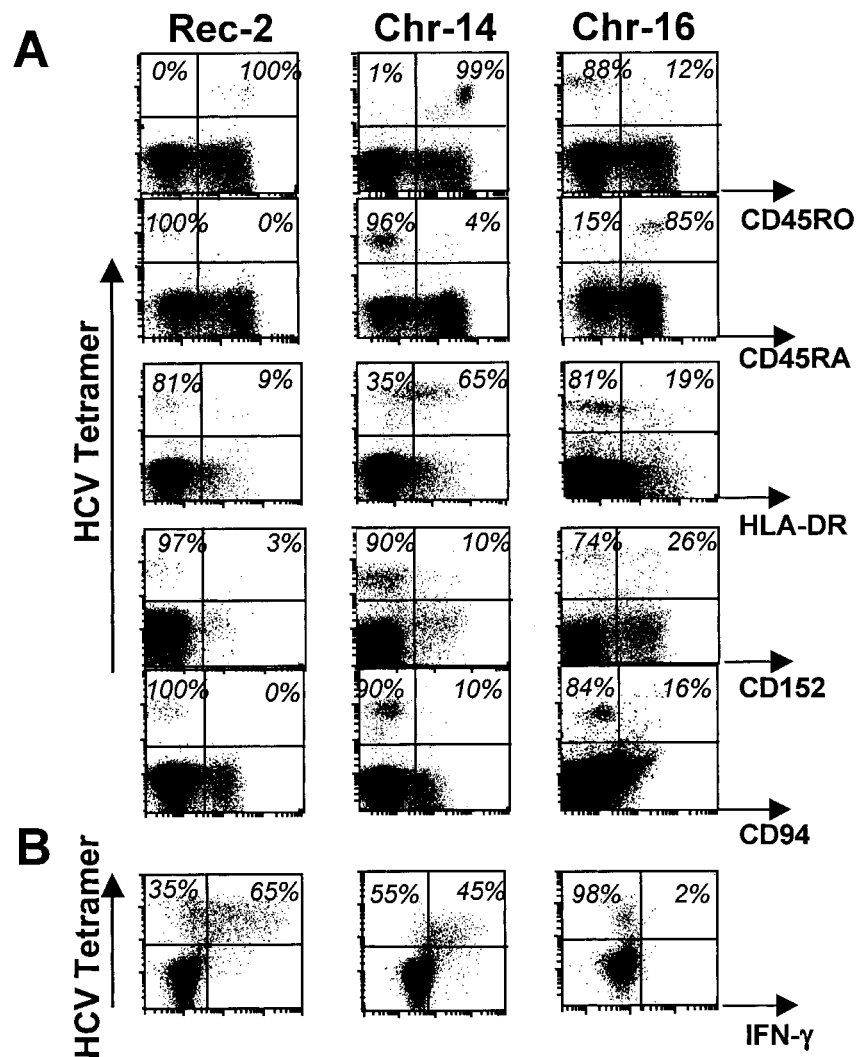 Rec-2 Chr-14 Chr-16
A
0% 100% 1% 99% 88% 12%
CD45RO
100% 0% 96% 4% 15% 85%
CD45RA
81% 9% 35% 65% 81% 19%
HLA-DR
97% 3% 90% 10% 74% 26%
CD152
100% 0% 90% 10% 84% 16%
CD94
HCV Tetramer
B
35% 65% 55% 45% 98% 2%
IFN-γ
HCV Tetramer